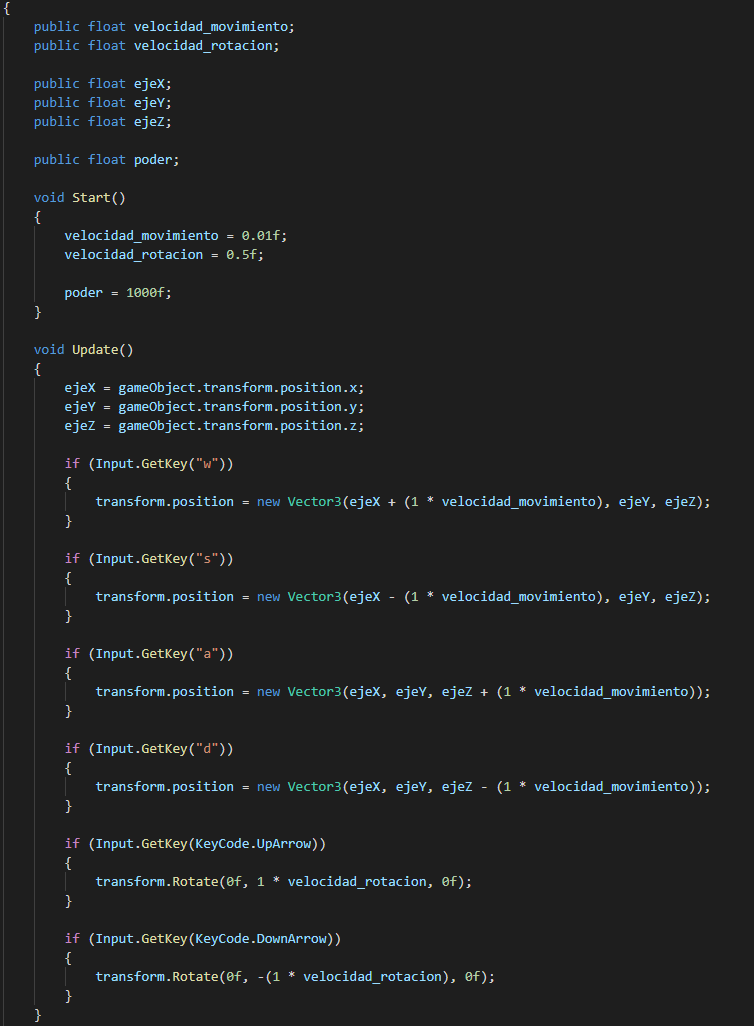 {
public float velocidad_movimiento;
public float velocidad_rotacion;
public float ejeX;
public float ejeY;
public float ejeZ;
public float poder;
void Start()
{
velocidad_movimiento = 0.01f;
velocidad_rotacion = 0.5f;
poder = 1000f;
}
void Update()
{
ejeX = gameObject.transform.position.x;
ejeY = gameObject.transform.position.y;
ejeZ = gameObject.transform.position.z;
if (Input.GetKey("w"))
{
transform.position = new Vector3(ejeX + (1 * velocidad_movimiento), ejeY, ejeZ);
}
if (Input.GetKey("s"))
{
transform.position = new Vector3(ejeX - (1 * velocidad_movimiento), ejeY, ejeZ);
}
if (Input.GetKey("a"))
{
transform.position = new Vector3(ejeX, ejeY, ejeZ + (1 * velocidad_movimiento));
}
if (Input.GetKey("d"))
{
transform.position = new Vector3(ejeX, ejeY, ejeZ - (1 * velocidad_movimiento));
}
if (Input.GetKey(KeyCode.UpArrow))
{
transform.Rotate(0f, 1 * velocidad_rotacion, 0f);
}
if (Input.GetKey(KeyCode.DownArrow))
{
transform.Rotate(0f, -(1 * velocidad_rotacion), 0f);
}
}